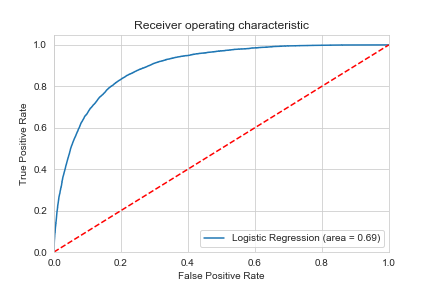 Receiver operating characteristic
True Positive Rate
1.0
0.8
0.6
0.4
0.2
0.0
Logistic Regression (area = 0.69)
0.0 0.2 0.4 0.6 0.8 1.0
False Positive Rate